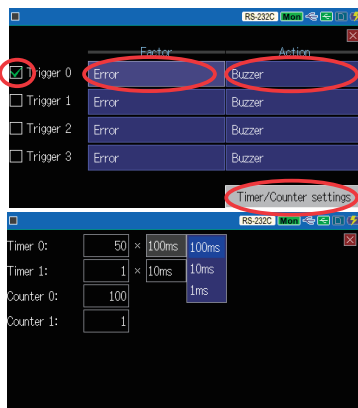 RS-232C Mon
Factor Action
Trigger 0 Error Buzzer
Trigger 1 Error Buzzer
Trigger 2 Error Buzzer
Trigger 3 Error Buzzer
Timer/Counter settings
RS-232C Mon
Timer 0: 50 × 100ms 100ms
Timer 1: 1 × 10ms 10ms
1ms
Counter 0: 100
Counter 1: 1